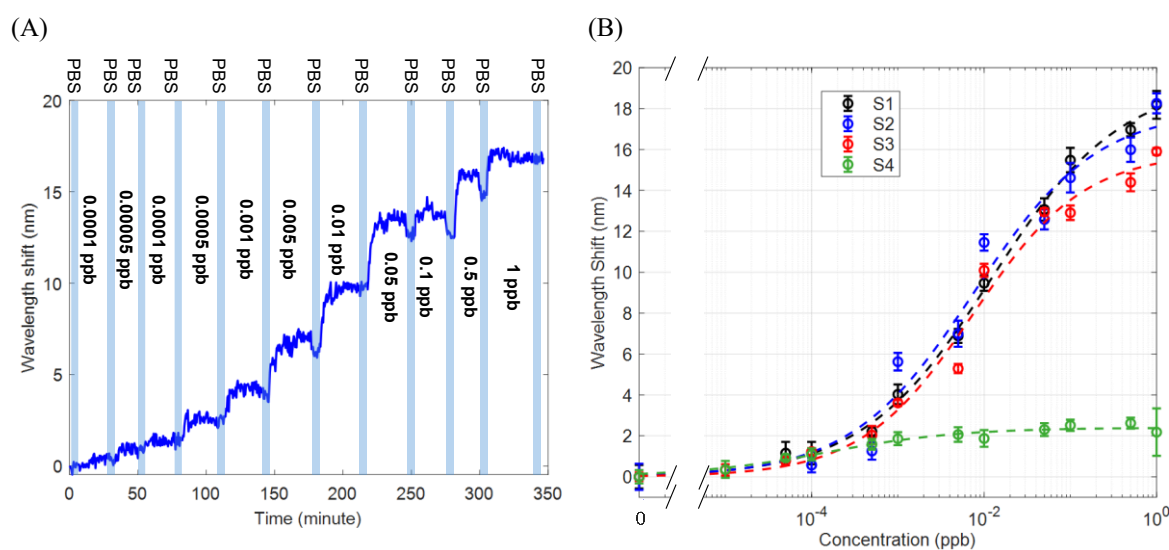 (A)
PBS PBS PBS PBS PBS PBS PBS PBS PBS PBS PBS PBS
20
15
10
5
0
Wavelength shift (nm)
0.0001 ppb
0.00005 ppb
0.0001 ppb
0.0005 ppb
0.001 ppb
0.005 ppb
0.01 ppb
0.05 ppb
0.1 ppb
0.5 ppb
1 ppb
0 50 100 150 200 250 300 350
Time (minute)
(B)
20
18
16
14
12
10
8
6
4
2
0
Wavelength Shift (nm)
S1
S2
S3
S4
0 10⁻⁴ 10⁻² 10⁰
Concentration (ppb)